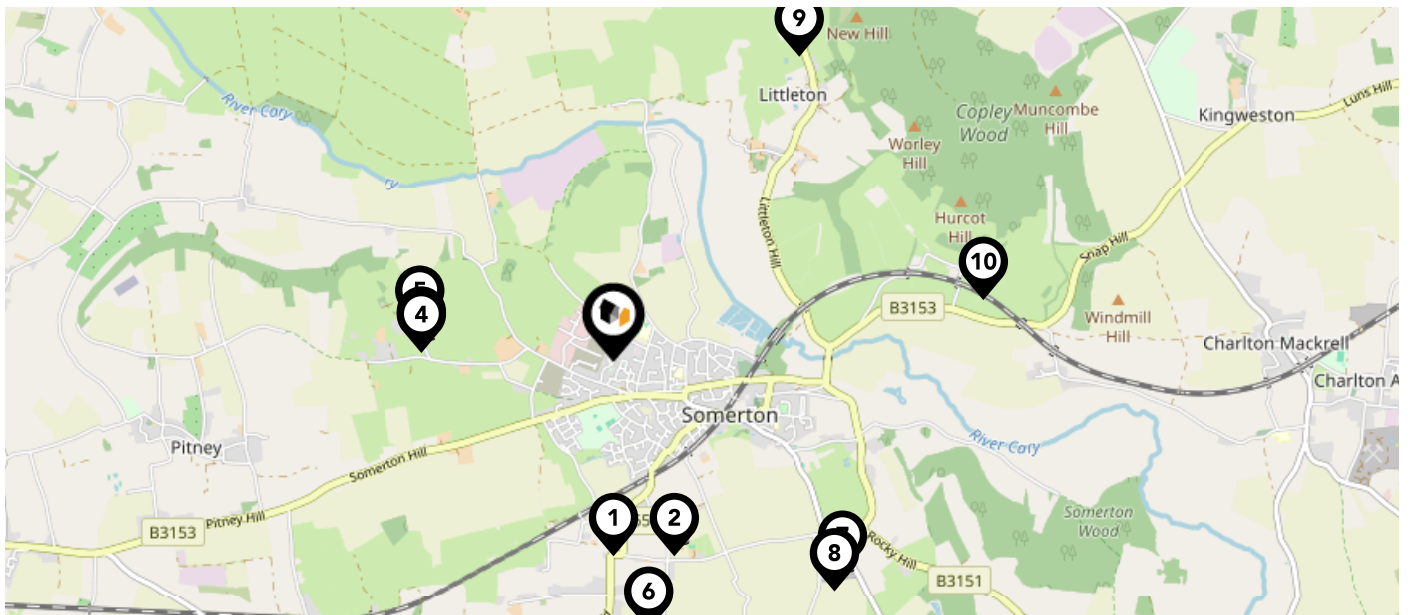 9
New Hill
Littleton
River Cary
Copley
Wood
Muncombe
Hill
Kingweston
Luns Hill
Worley
Hill
Littleton Hill
Hurcot
Hill
Snap Hill
10
5
4
B3153
Windmill
Hill
Charlton Mackrell
Charlton A
Somerton
Pitney
Somerton Hill
River Cary
Pitney Hill
B3153
1
2
8
Rocky Hill
Somerton
Wood
B3151
6